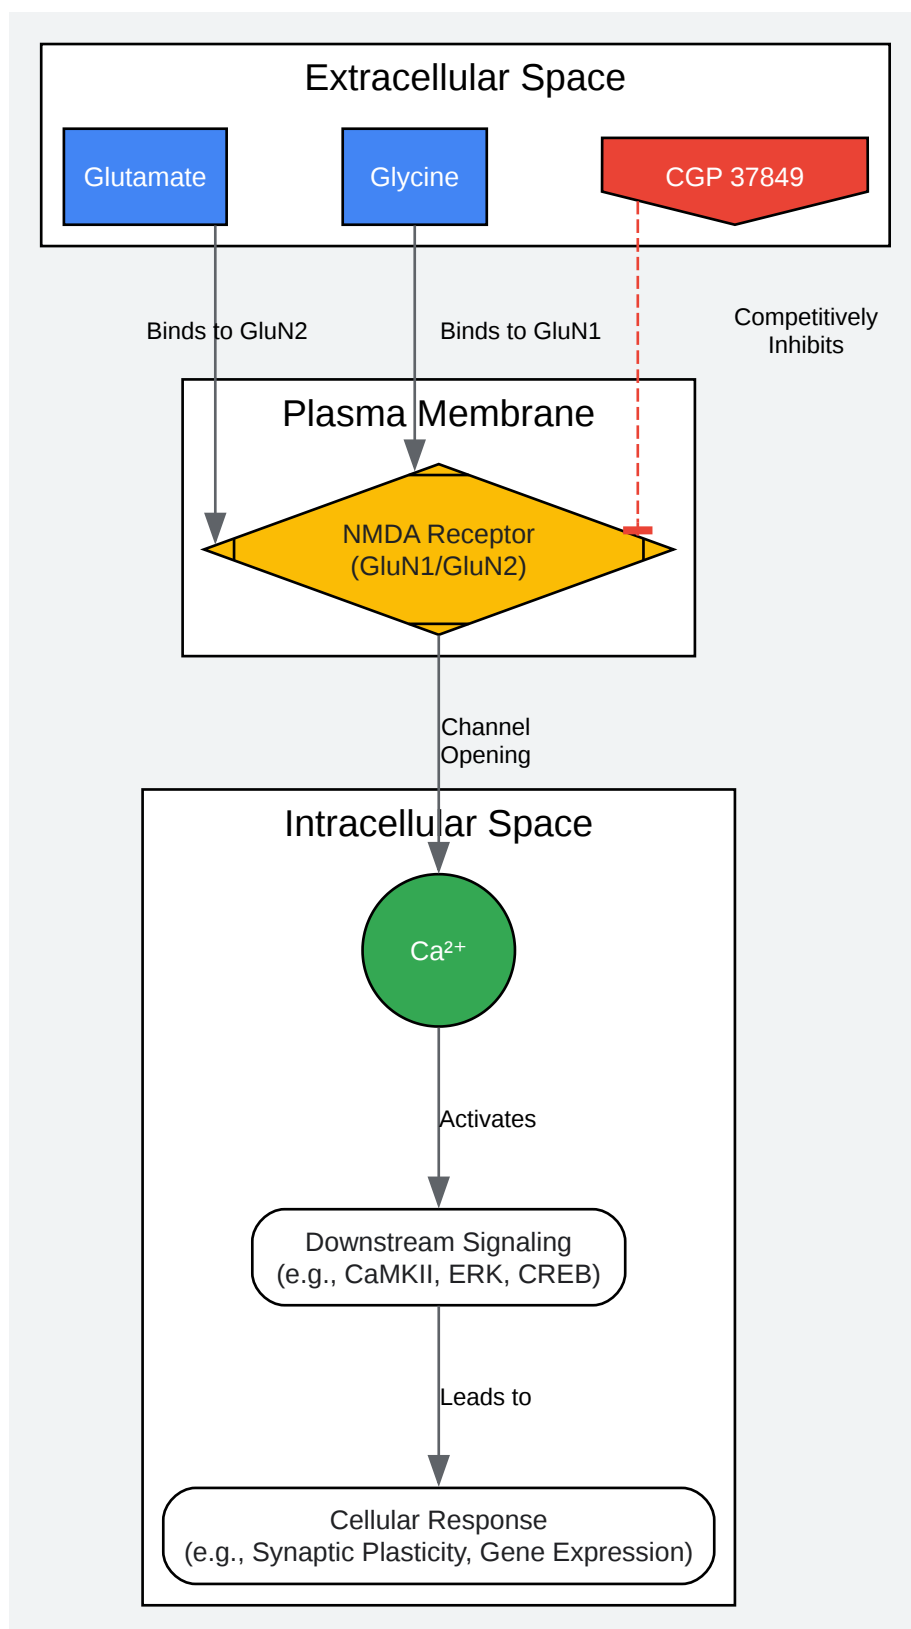 Extracellular Space
Glutamate
Glycine
CGP 37849
Binds to GluN2
Binds to GluN1
Competitively
Inhibits
Plasma Membrane
NMDA Receptor
(GluN1/GluN2)
Channel
Opening
Intracellular Space
Ca²⁺
Activates
Downstream Signaling
(e.g., CaMKII, ERK, CREB)
Leads to
Cellular Response
(e.g., Synaptic Plasticity, Gene Expression)